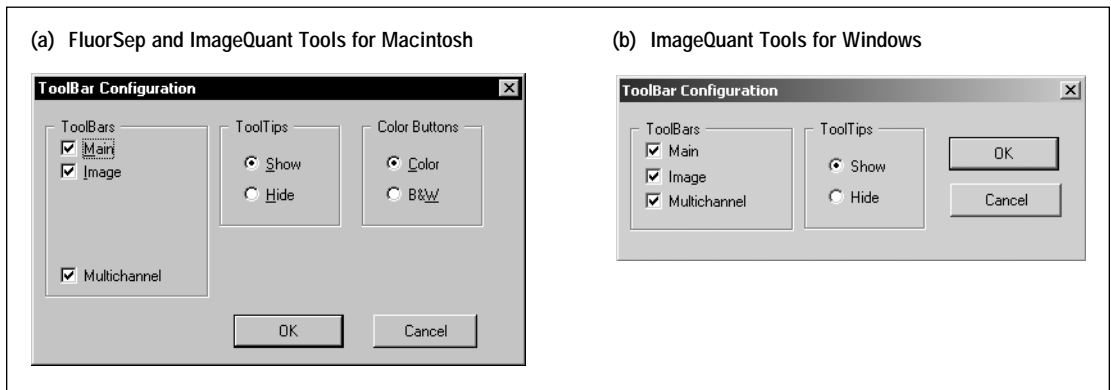 (a) FluorSep and ImageQuant Tools for Macintosh
ToolBar Configuration
ToolBars
Main
Image
Multichannel
ToolTips
Show
Hide
Color Buttons
Color
B&W
OK
Cancel
(b) ImageQuant Tools for Windows
ToolBar Configuration
ToolBars
Main
Image
Multichannel
ToolTips
Show
Hide
OK
Cancel